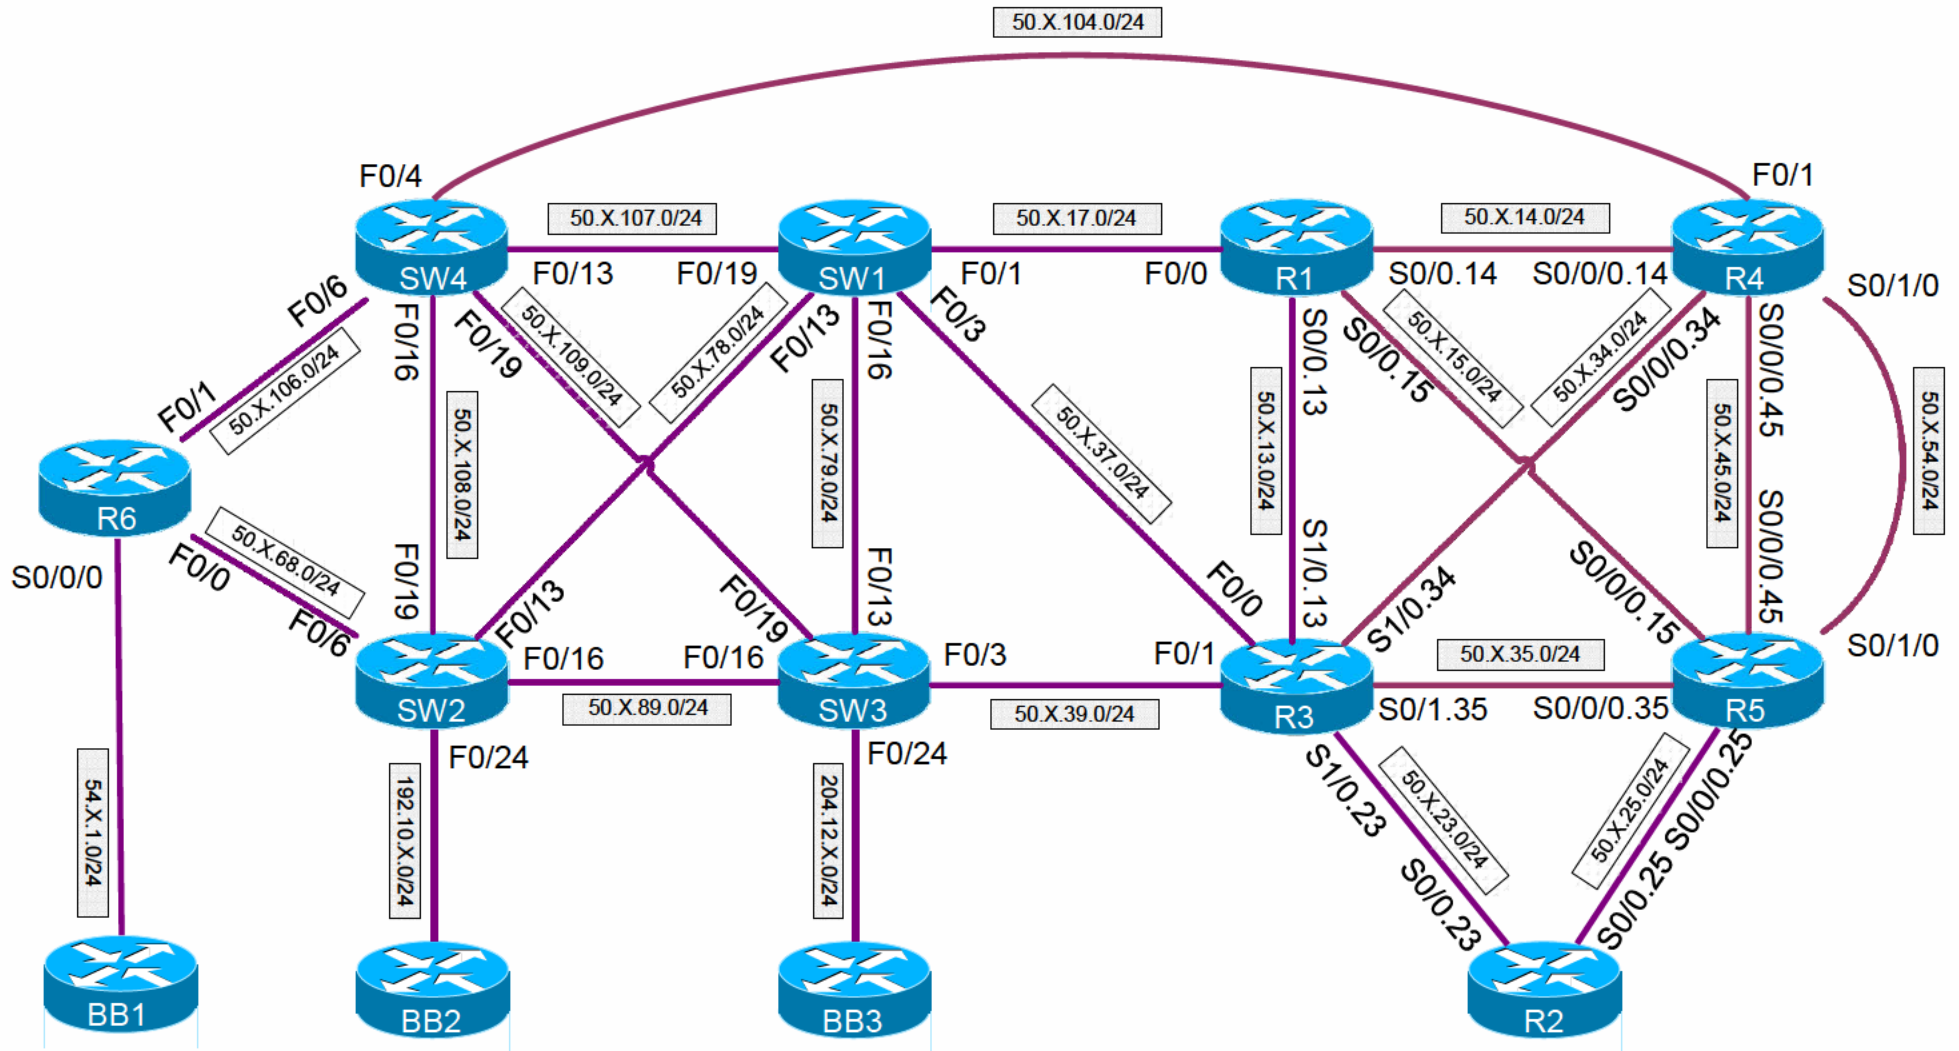 50.X.104.0/24
F0/4
F0/1
50.X.107.0/24
50.X.17.0/24
50.X.14.0/24
SW4
F0/13
F0/19
SW1
F0/1
F0/0
R1
S0/0.14
S0/0/0.14
R4
S0/1/0
F0/6
F0/16
F0/19
50.X.109.0/24
50.X.78.0/24
F0/13
F0/16
F0/3
S0/0.13
S0/0.15
50.X.15.0/24
50.X.34.0/24
S0/0/0.34
S0/0/0.45
F0/1
50.X.106.0/24
50.X.108.0/24
50.X.79.0/24
50.X.37.0/24
50.X.13.0/24
50.X.45.0/24
50.X.54.0/24
R6
S0/0/0
F0/0
50.X.68.0/24
F0/6
F0/19
F0/13
F0/19
F0/13
F0/0
S1/0.13
S1/0.34
S0/0/0.15
S0/0/0.45
S0/1/0
SW2
F0/16
F0/16
50.X.89.0/24
SW3
F0/3
F0/1
50.X.39.0/24
R3
50.X.35.0/24
S0/1.35
S0/0/0.35
R5
F0/24
F0/24
54.X.1.0/24
192.10.X.0/24
204.12.X.0/24
S1/0.23
50.X.23.0/24
S0/0.23
50.X.25.0/24
S0/0/0.25
S0/0.25
BB1
BB2
BB3
R2